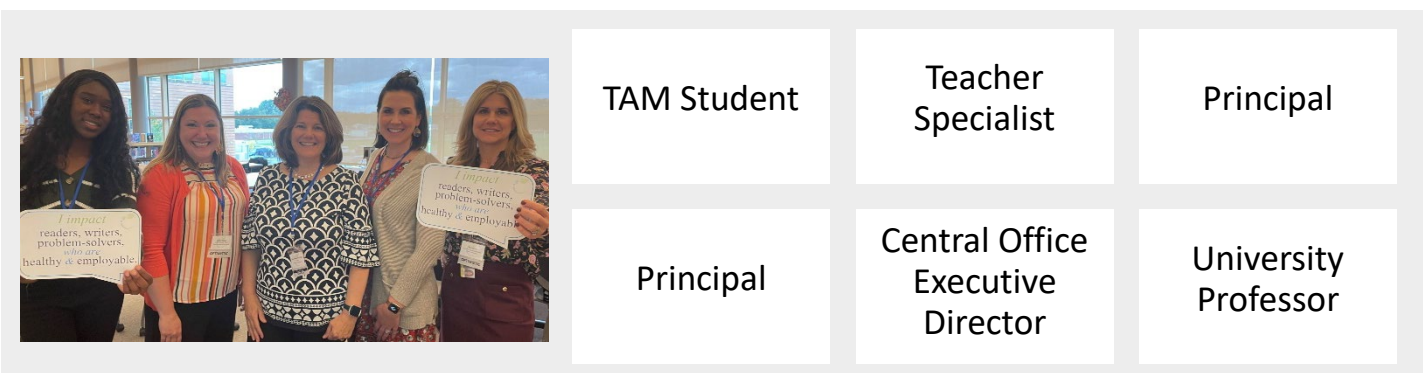 I impact
readers, writers,
problem-solvers,
who are
healthy & employable.
I impact
readers, writers,
problem-solvers,
who are
healthy & employable
TAM Student
Teacher
Specialist
Principal
Principal
Central Office
Executive
Director
University
Professor